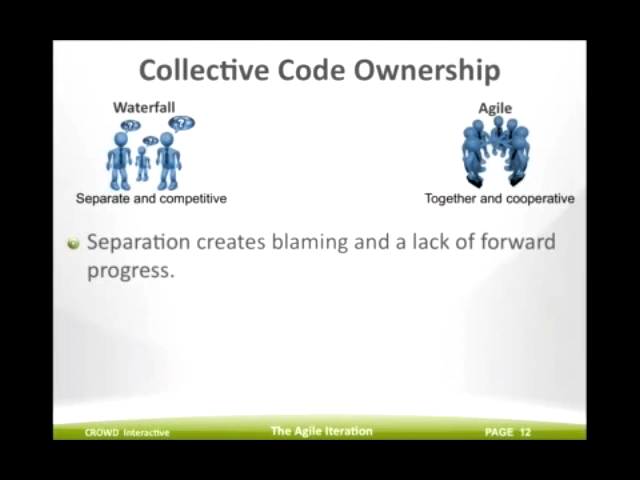 Collective Code Ownership
Waterfall
Agile
? ? ?
Separate and competitive
Together and cooperative
Separation creates blaming and a lack of forward
progress.
CROWD Interactive
The Agile Iteration
PAGE 12